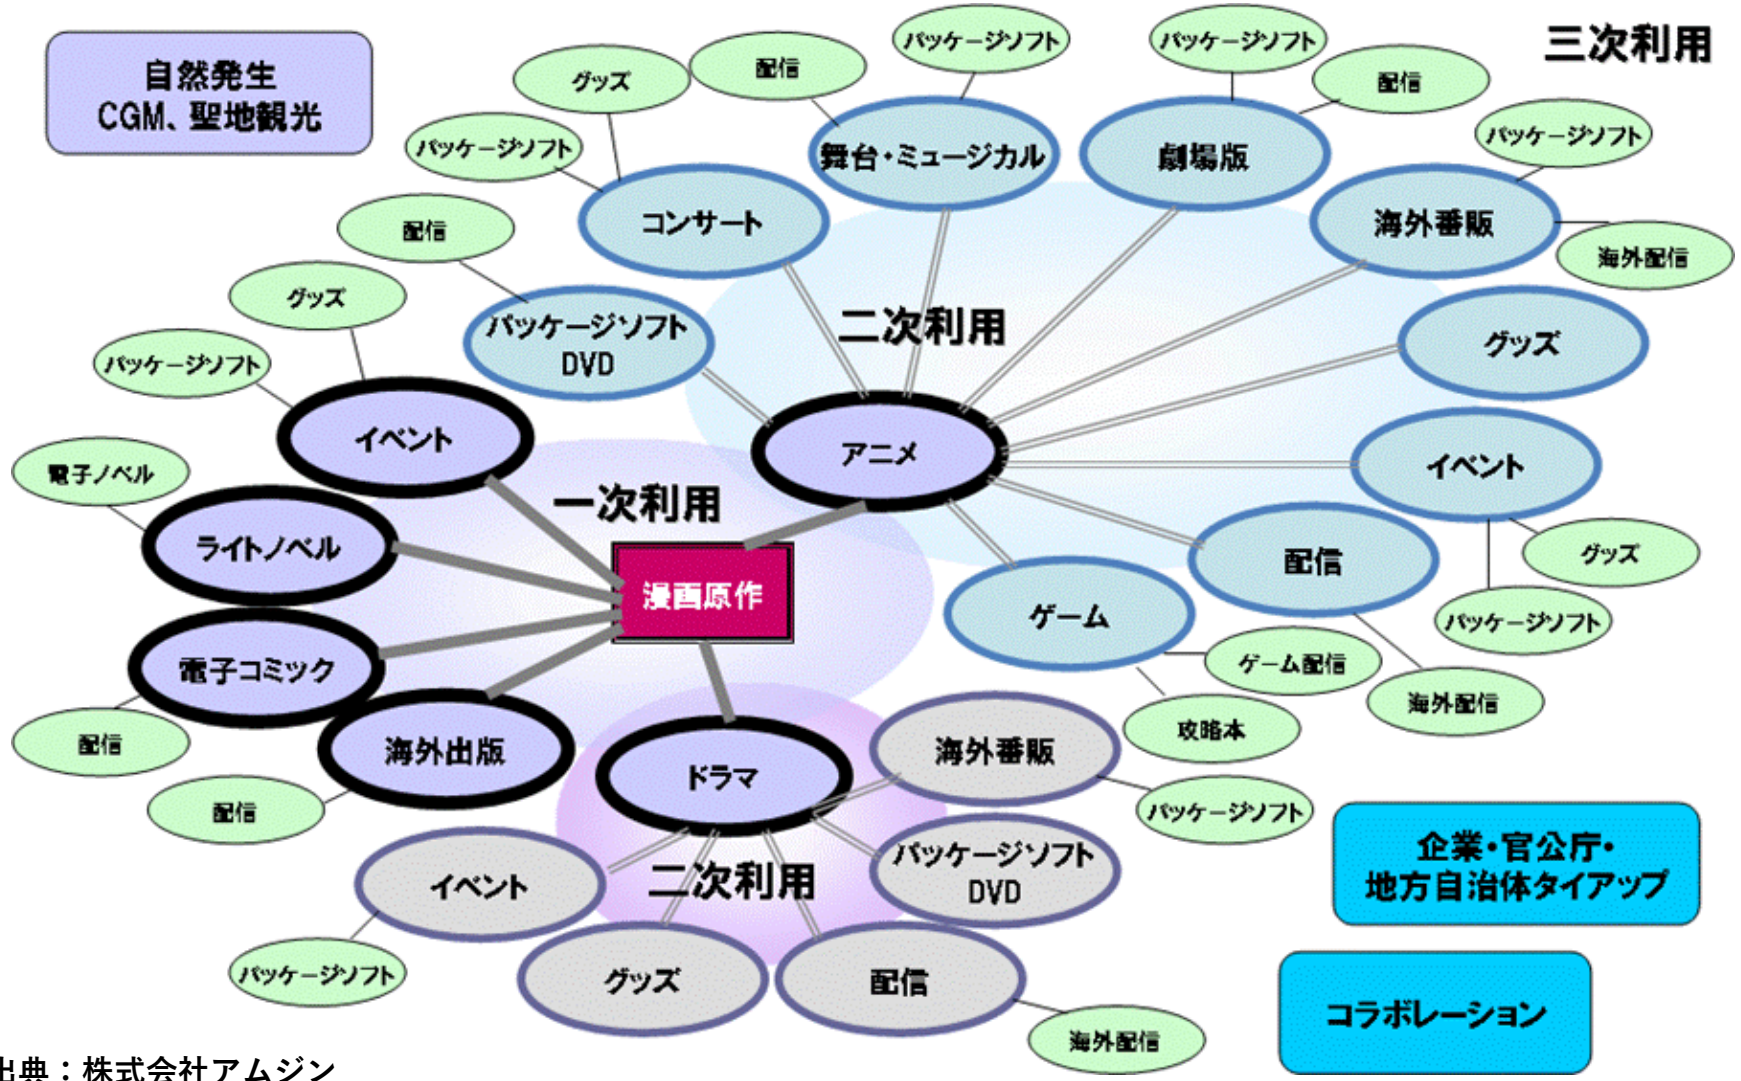 三次利用
自然発生
CGM、聖地観光
パッケージソフト
配信
グッズ
パッケージソフト
パッケージソフト
配信
パッケージソフト
舞台・ミュージカル
劇場版
コンサート
海外番販
海外配信
配信
二次利用
グッズ
パッケージソフト
DVD
グッズ
パッケージソフト
イベント
アニメ
イベント
電子ノベル
一次利用
ライトノベル
配信
グッズ
漫画原作
ゲーム
パッケージソフト
電子コミック
ゲーム配信
海外配信
配信
海外出版
攻略本
ドラマ
海外番販
配信
パッケージソフト
企業・官公庁・
地方自治体タイアップ
イベント
二次利用
パッケージソフト
DVD
パッケージソフト
グッズ
配信
コラボレーション
海外配信
出典：株式会社アムジン